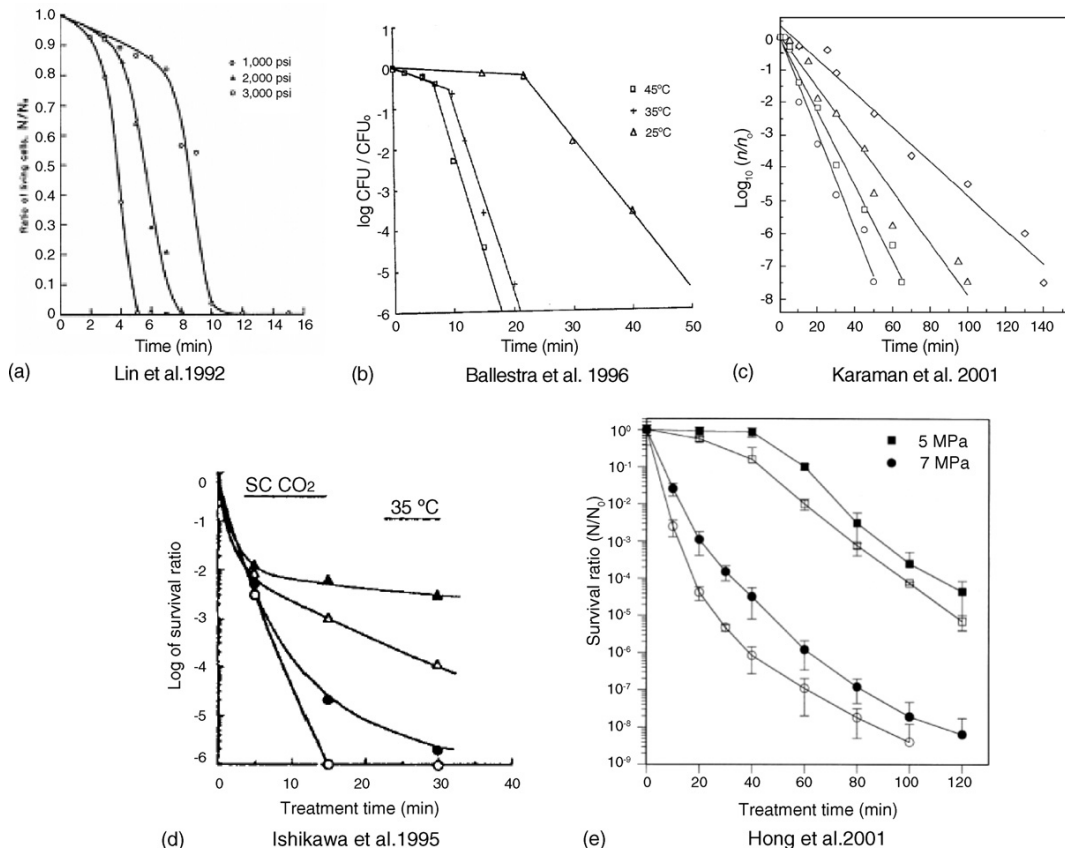 1.0
0.9
0.8
0.7
0.6
0.5
0.4
0.3
0.2
0.1
0
Ratio of living cells, N/N₀
1,000 psi
2,000 psi
3,000 psi
0 2 4 6 8 10 12 14 16
Time (min)
(a)
Lin et al.1992
1
0
-1
-2
-3
-4
-5
-6
log CFU / CFU₀
45ºC
35ºC
25ºC
0 10 20 30 40 50
Time (min)
(b)
Ballestra et al. 1996
0
-1
-2
-3
-4
-5
-6
-7
-8
Log₁₀ (n/n₀)
0 20 40 60 80 100 120 140
Time (min)
(c)
Karaman et al. 2001
0
-1
-2
-3
-4
-5
-6
Log of survival ratio
SC CO₂
35 ºC
0 10 20 30 40
Treatment time (min)
(d)
Ishikawa et al.1995
10⁰
10⁻¹
10⁻²
10⁻³
10⁻⁴
10⁻⁵
10⁻⁶
10⁻⁷
10⁻⁸
10⁻⁹
Survival ratio (N/N₀)
5 MPa
7 MPa
0 20 40 60 80 100 120
Treatment time (min)
(e)
Hong et al.2001